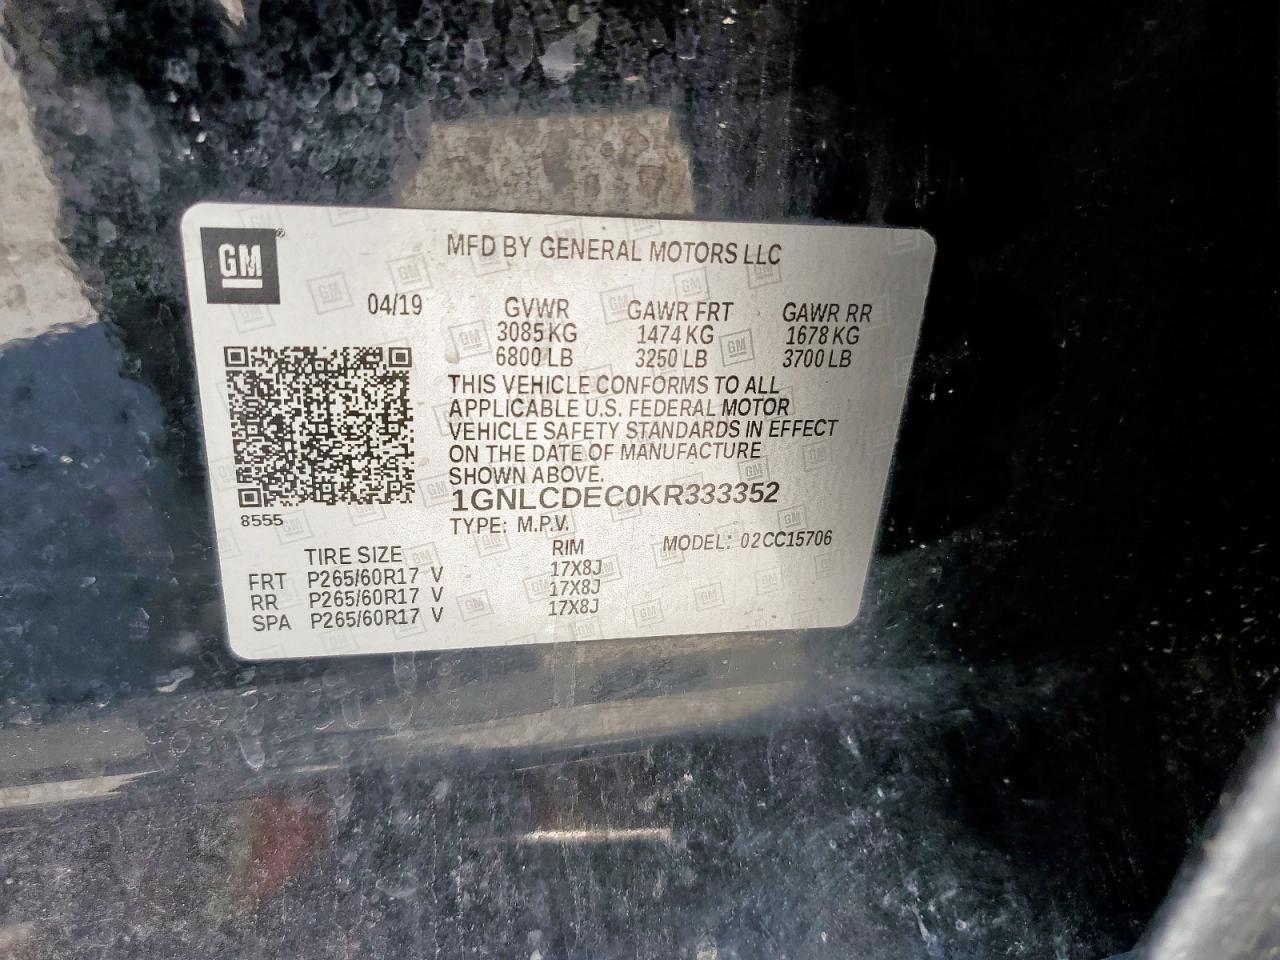 GM
MFD BY GENERAL MOTORS LLC
04/19 GVWR GAWR FRT GAWR RR
3085 KG 1474 KG 1678 KG
6800 LB 3250 LB 3700 LB
THIS VEHICLE CONFORMS TO ALL
APPLICABLE U.S. FEDERAL MOTOR
VEHICLE SAFETY STANDARDS IN EFFECT
ON THE DATE OF MANUFACTURE
SHOWN ABOVE.
1GNLCDEC0KR333352
8555
TYPE: M.P.V.
MODEL: 02CC15706
TIRE SIZE RIM
FRT P265/60R17 V 17X8J
RR P265/60R17 V 17X8J
SPA P265/60R17 V 17X8J